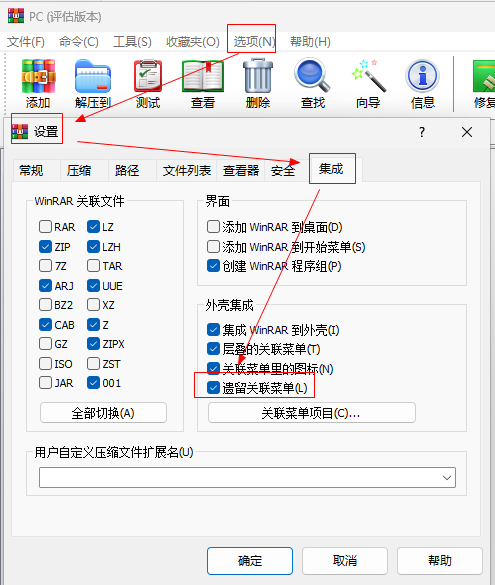 PC (评估版本)
文件(F) 命令(C) 工具(S) 收藏夹(O) 选项(N) 帮助(H)
添加 解压到 测试 查看 删除 查找 向导 信息 修复
设置 ?
常规 压缩 路径 文件列表 查看器 安全 集成
WinRAR 关联文件
RAR LZ
ZIP LZH
7Z TAR
ARJ UUE
BZ2 XZ
CAB Z
GZ ZIPX
ISO ZST
JAR 001
全部切换(A)
界面
添加 WinRAR 到桌面(D)
添加 WinRAR 到开始菜单(S)
创建 WinRAR 程序组(P)
外壳集成
集成 WinRAR 到外壳(I)
层叠的关联菜单(T)
关联菜单里的图标(N)
遗留关联菜单(L)
关联菜单项目(C)...
用户自定义压缩文件扩展名(U)
确定 取消 帮助